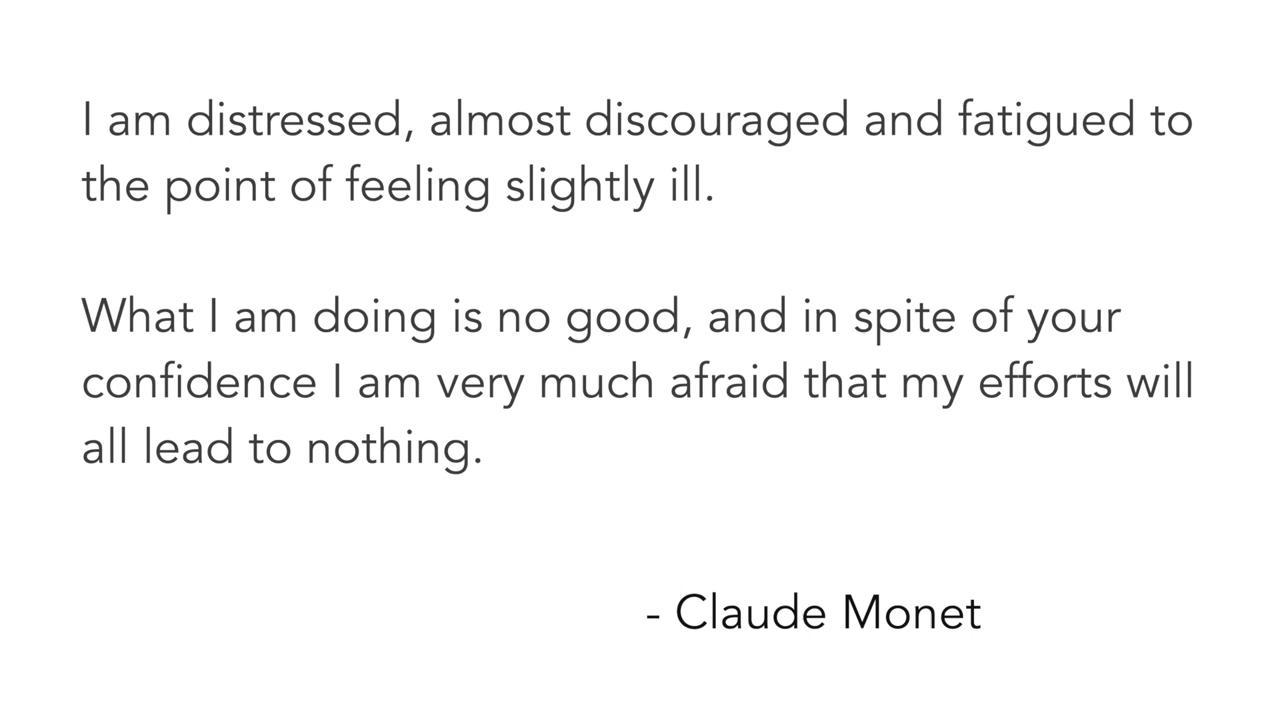 I am distressed, almost discouraged and fatigued to
the point of feeling slightly ill.
What I am doing is no good, and in spite of your
confidence I am very much afraid that my efforts will
all lead to nothing.
- Claude Monet